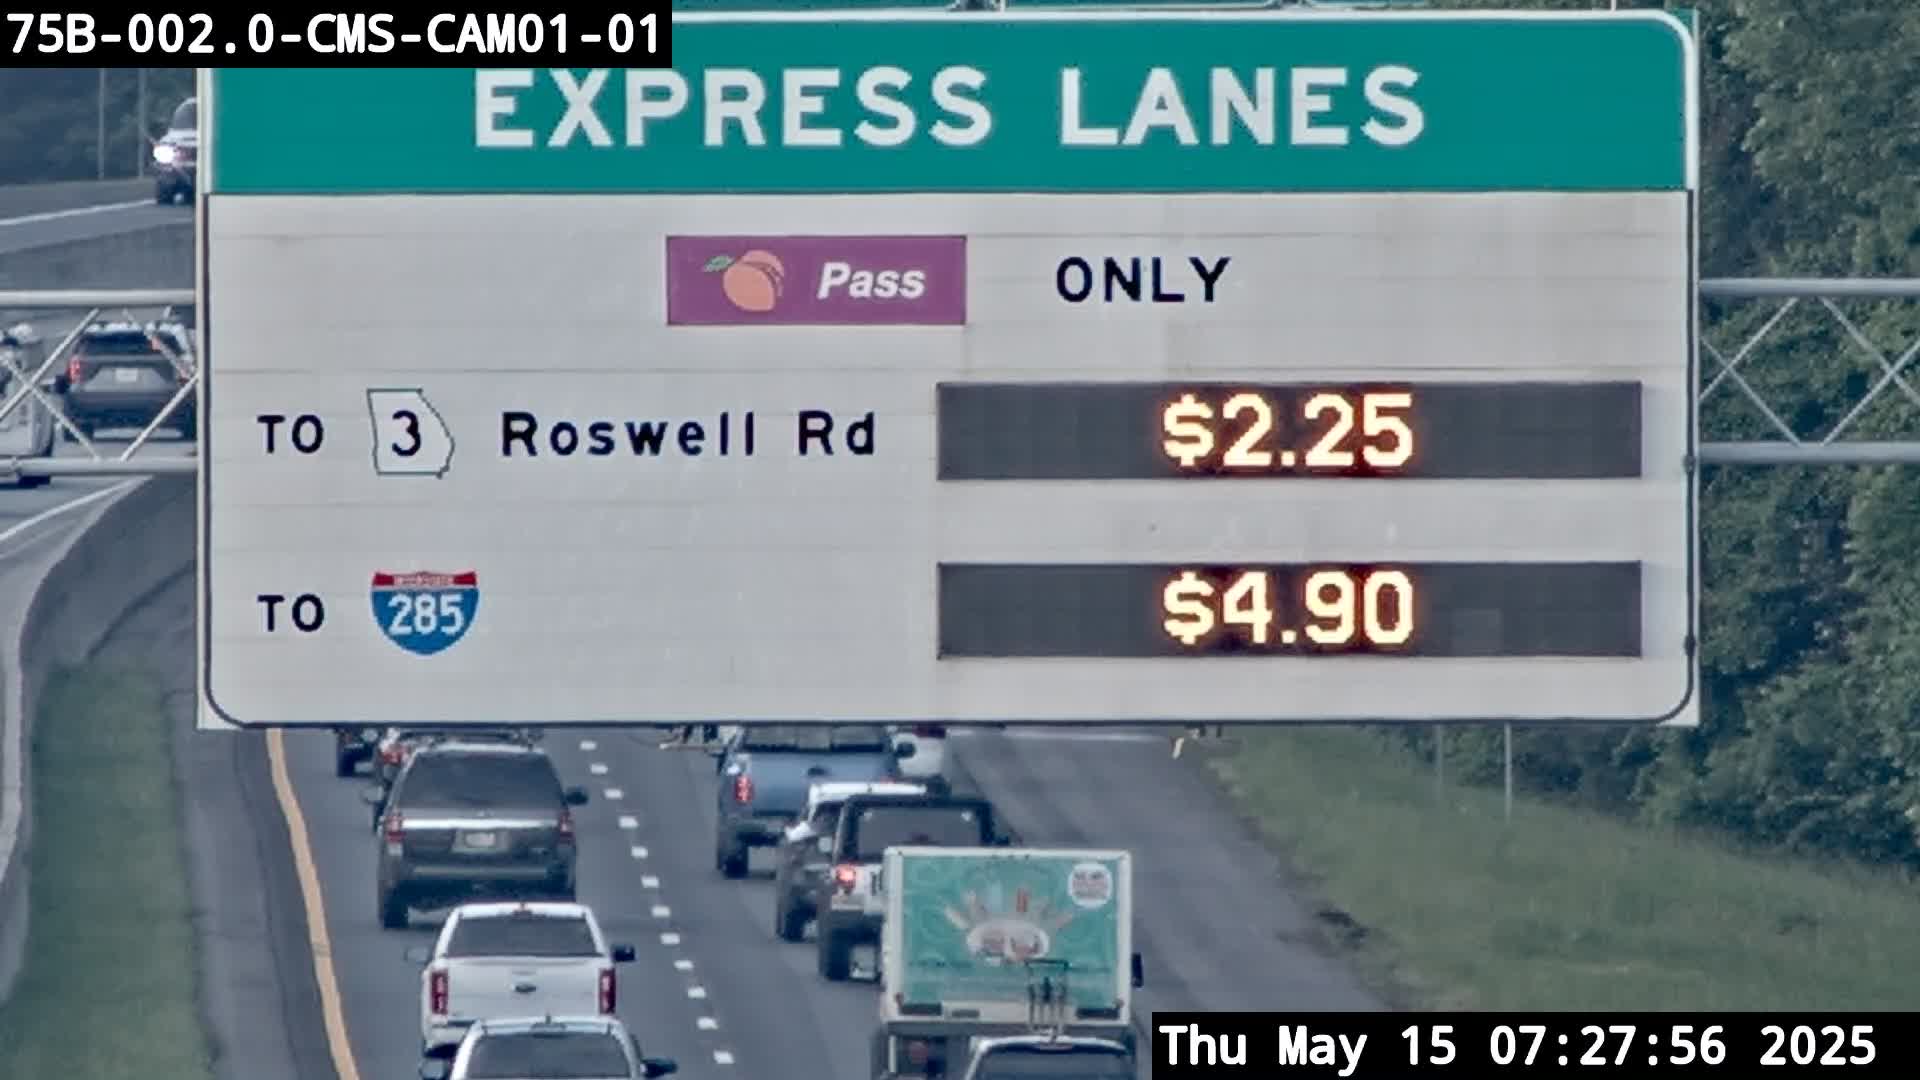 75B-002.0-CMS-CAM01-01
EXPRESS LANES
Pass ONLY
TO 3 Roswell Rd $2.25
TO INTERSTATE 285 $4.90
Thu May 15 07:27:56 2025